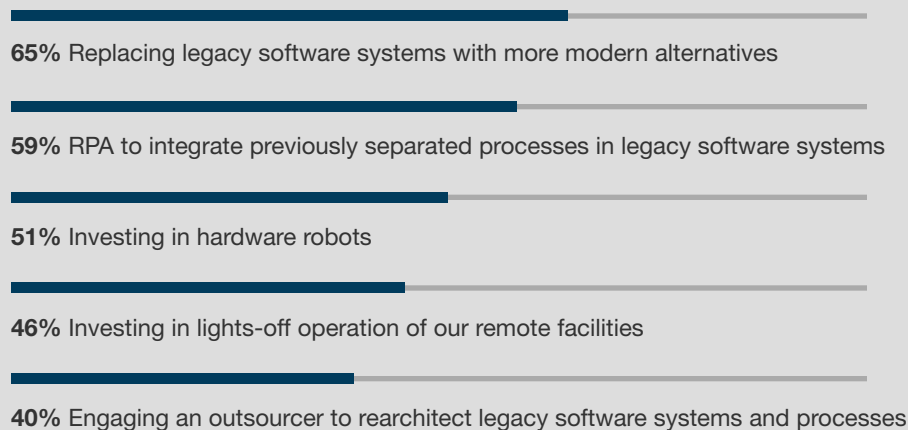 65% Replacing legacy software systems with more modern alternatives
59% RPA to integrate previously separated processes in legacy software systems
51% Investing in hardware robots
46% Investing in lights-off operation of our remote facilities
40% Engaging an outsourcer to rearchitect legacy software systems and processes